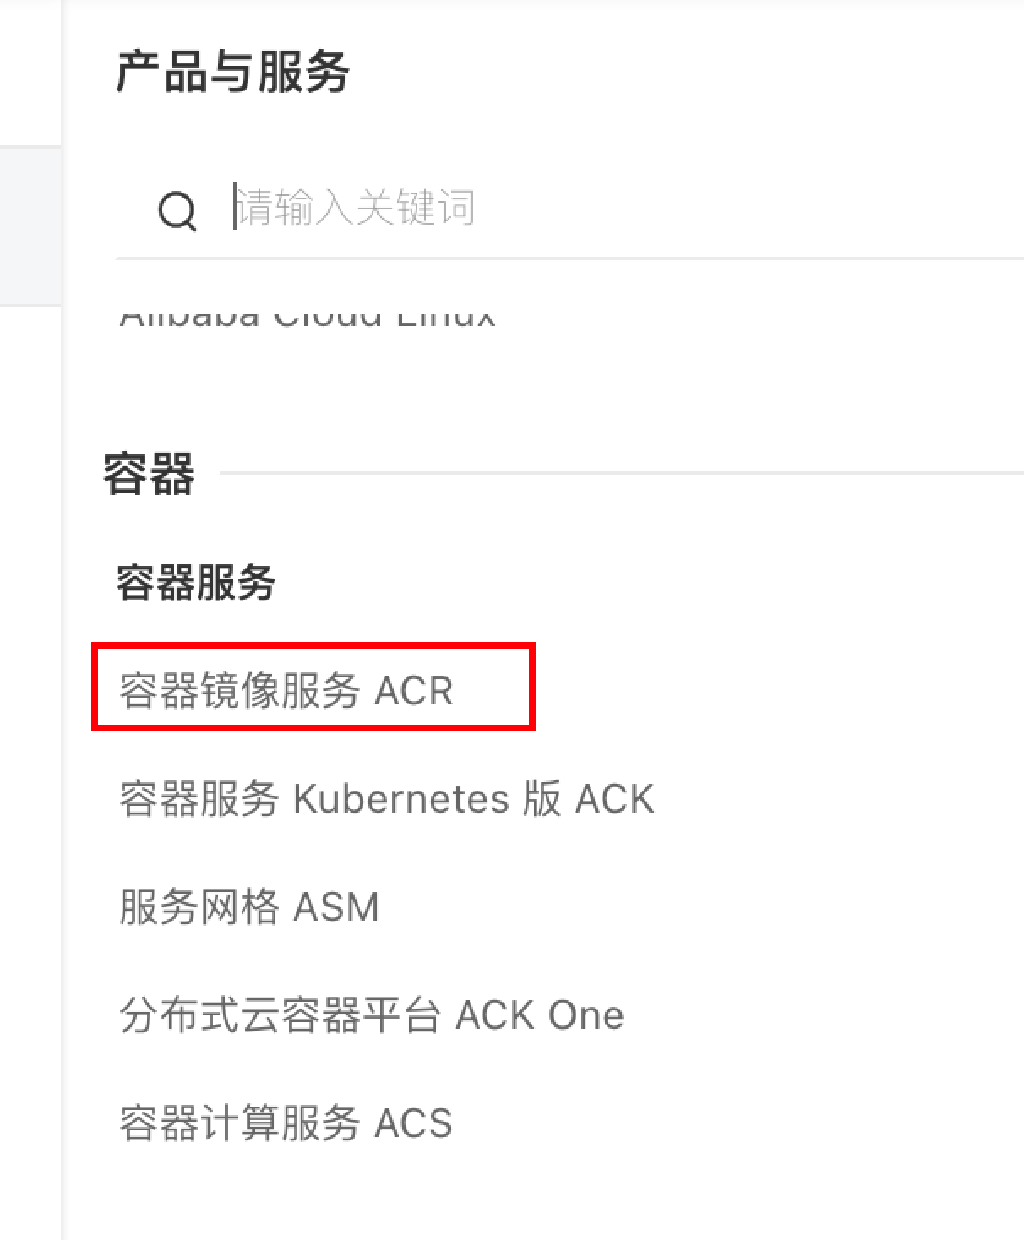 产品与服务
请输入关键词
Alibaba Cloud Linux
容器
容器服务
容器镜像服务 ACR
容器服务 Kubernetes 版 ACK
服务网格 ASM
分布式云容器平台 ACK One
容器计算服务 ACS